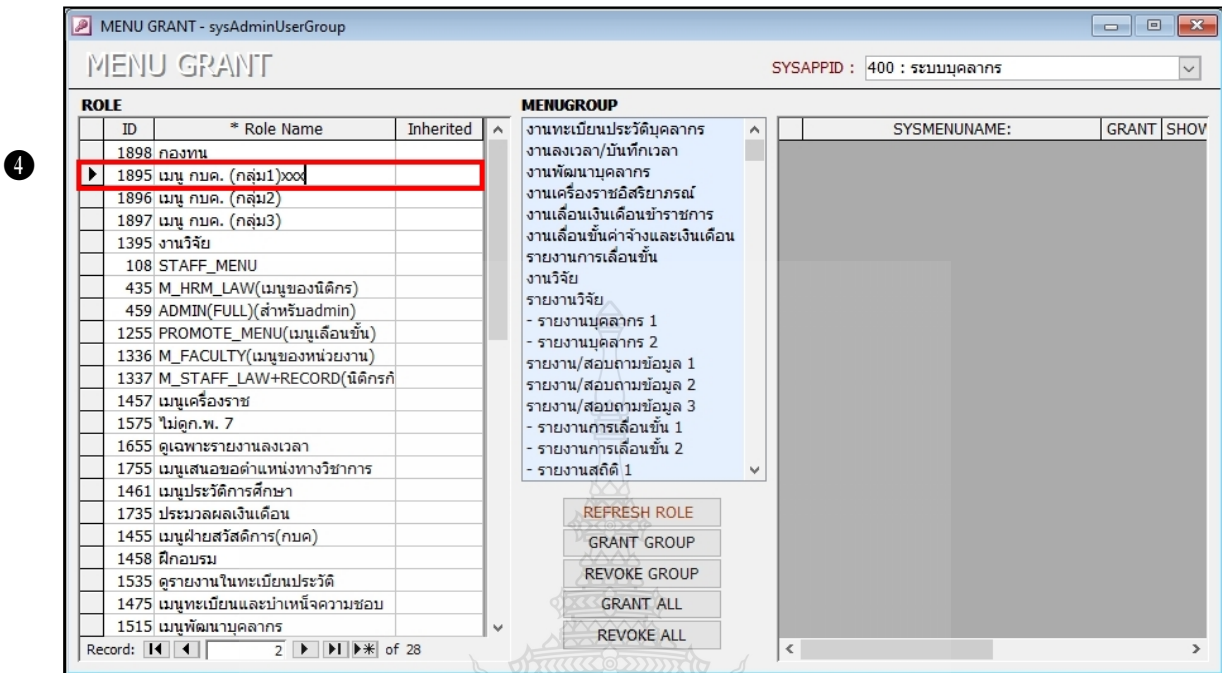 MENU GRANT - sysAdminUserGroup
MENU GRANT
SYSAPPID : 400 : ระบบบุคลากร
ROLE
ID * Role Name Inherited
1898 กองทน
4
1895 เมนู กบค. (กลุ่ม1)xxx
1896 เมนู กบค. (กลุ่ม2)
1897 เมนู กบค. (กลุ่ม3)
1395 งานวิจัย
108 STAFF_MENU
435 M_HRM_LAW(เมนูของนิติกร)
459 ADMIN(FULL)(สำหรับadmin)
1255 PROMOTE_MENU(เมนูเลื่อนขั้น)
1336 M_FACULTY(เมนูของหน่วยงาน)
1337 M_STAFF_LAW+RECORD(นิติกรก้
1457 เมนูเครื่องราช
1575 ไม่ดูก.พ. 7
1655 ดูเฉพาะรายงานลงเวลา
1755 เมนูเสนอขอตำแหน่งทางวิชาการ
1461 เมนูประวัติการศึกษา
1735 ประมวลผลเงินเดือน
1455 เมนูฝ่ายสวัสดิการ(กบค)
1458 ฝึกอบรม
1535 ดูรายงานในทะเบียนประวัติ
1475 เมนูทะเบียนและบำเหน็จความชอบ
1515 เมนูพัฒนาบุคลากร
Record: 2 of 28
MENUGROUP
งานทะเบียนประวัติบุคลากร
งานลงเวลา/บันทึกเวลา
งานพัฒนาบุคลากร
งานเครื่องราชอิสริยาภรณ์
งานเลื่อนเงินเดือนข้าราชการ
งานเลื่อนขั้นค่าจ้างและเงินเดือน
รายงานการเลื่อนขั้น
งานวิจัย
รายงานวิจัย
- รายงานบุคลากร 1
- รายงานบุคลากร 2
รายงาน/สอบถามข้อมูล 1
รายงาน/สอบถามข้อมูล 2
รายงาน/สอบถามข้อมูล 3
- รายงานการเลื่อนขั้น 1
- รายงานการเลื่อนขั้น 2
- รายงานสถิติ 1
REFRESH ROLE
GRANT GROUP
REVOKE GROUP
GRANT ALL
REVOKE ALL
SYSMENUNAME: GRANT SHOW